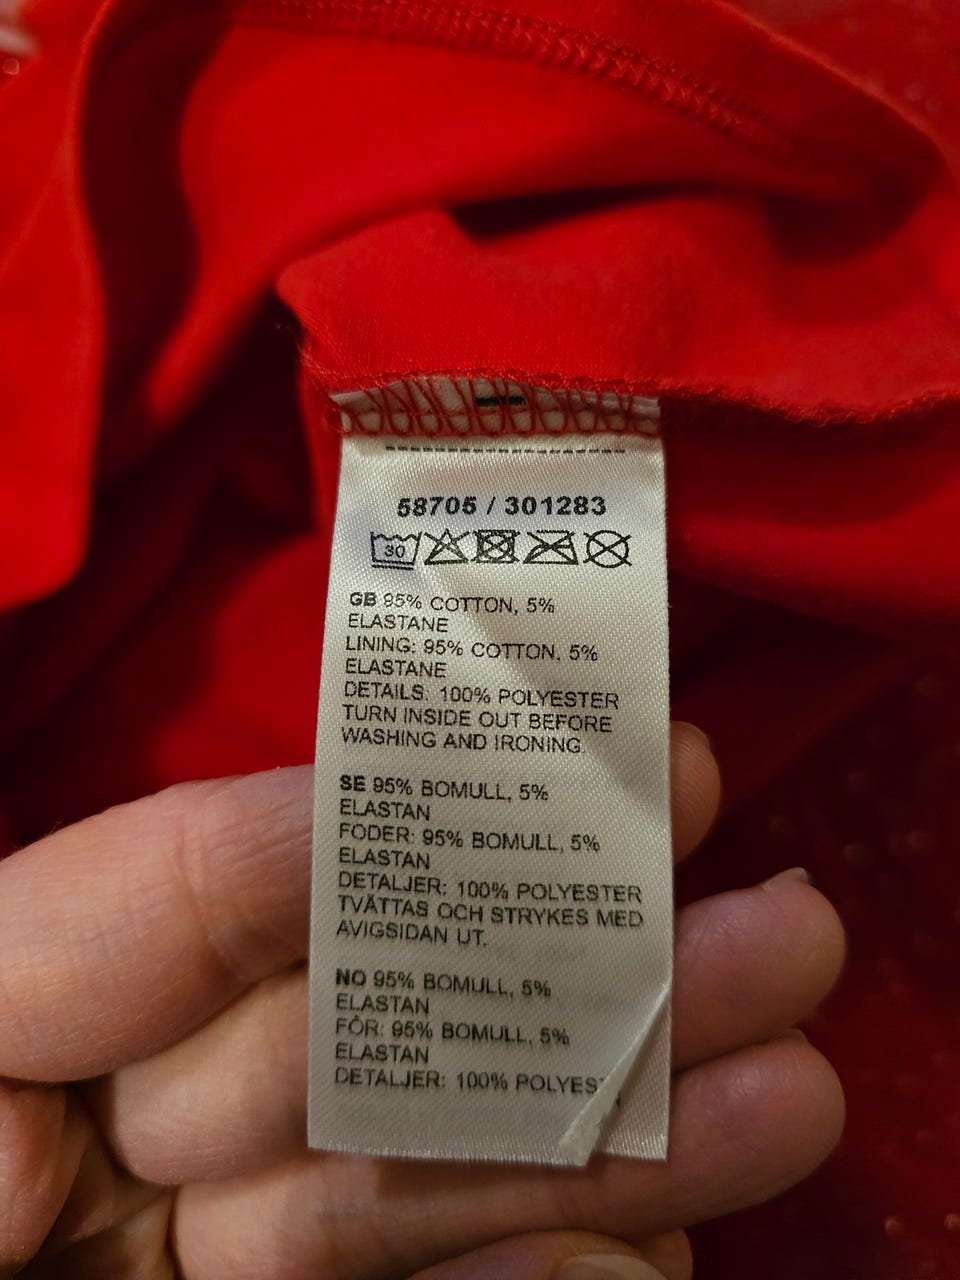 58705 / 301283
30
GB 95% COTTON, 5%
ELASTANE
LINING: 95% COTTON, 5%
ELASTANE
DETAILS: 100% POLYESTER
TURN INSIDE OUT BEFORE
WASHING AND IRONING.
SE 95% BOMULL, 5%
ELASTAN
FODER: 95% BOMULL, 5%
ELASTAN
DETALJER: 100% POLYESTER
TVÄTTAS OCH STRYKES MED
AVIGSIDAN UT.
NO 95% BOMULL, 5%
ELASTAN
FÔR: 95% BOMULL, 5%
ELASTAN
DETALJER: 100%